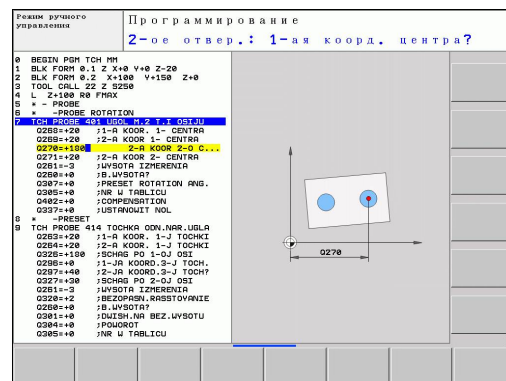 Режим ручного
управления
Программирование
2-ое отвер.: 1-ая коорд. центра?
0 BEGIN PGM TCH MM
1 BLK FORM 0.1 Z X+0 Y+0 Z-20
2 BLK FORM 0.2 X+100 Y+150 Z+0
3 TOOL CALL 22 Z S250
4 L Z+100 R0 FMAX
5 * - PROBE
6 * -PROBE ROTATION
7 TCH PROBE 401 UGOL M.2 T.I OSIJU
Q268=+20 ;1-A KOOR. 1- CENTRA
Q269=+20 ;2-A KOOR 1- CENTRA
Q270=+180 2-A KOOR 2-O C...
Q271=+20 ;2-A KOOR 2- CENTRA
Q261=-3 ;WYSOTA IZMERENIA
Q260=+0 ;B.WYSOTA?
Q307=+0 ;PRESET ROTATION ANG.
Q305=+0 ;NR W TABLICU
Q402=+0 ;COMPENSATION
Q337=+0 ;USTANOWIT NOL
8 * -PRESET
9 TCH PROBE 414 TOCHKA ODN.NAR.UGLA
Q263=+20 ;1-A KOOR. 1-J TOCHKI
Q264=+20 ;2-A KOOR. 1-J TOCHKI
Q326=+180 ;SCHAG PO 1-OJ OSI
Q296=+0 ;1-JA KOORD.3-J TOCH.
Q297=+40 ;2-JA KOORD.3-J TOCH?
Q327=+30 ;SCHAG PO 2-OJ OSI
Q261=-3 ;WYSOTA IZMERENIA
Q320=+2 ;BEZOPASN.RASSTOYANIE
Q260=+0 ;B.WYSOTA?
Q301=+0 ;DWISH.NA BEZ.WYSOTU
Q304=+0 ;POWOROT
Q305=+0 ;NR W TABLICU
Q270